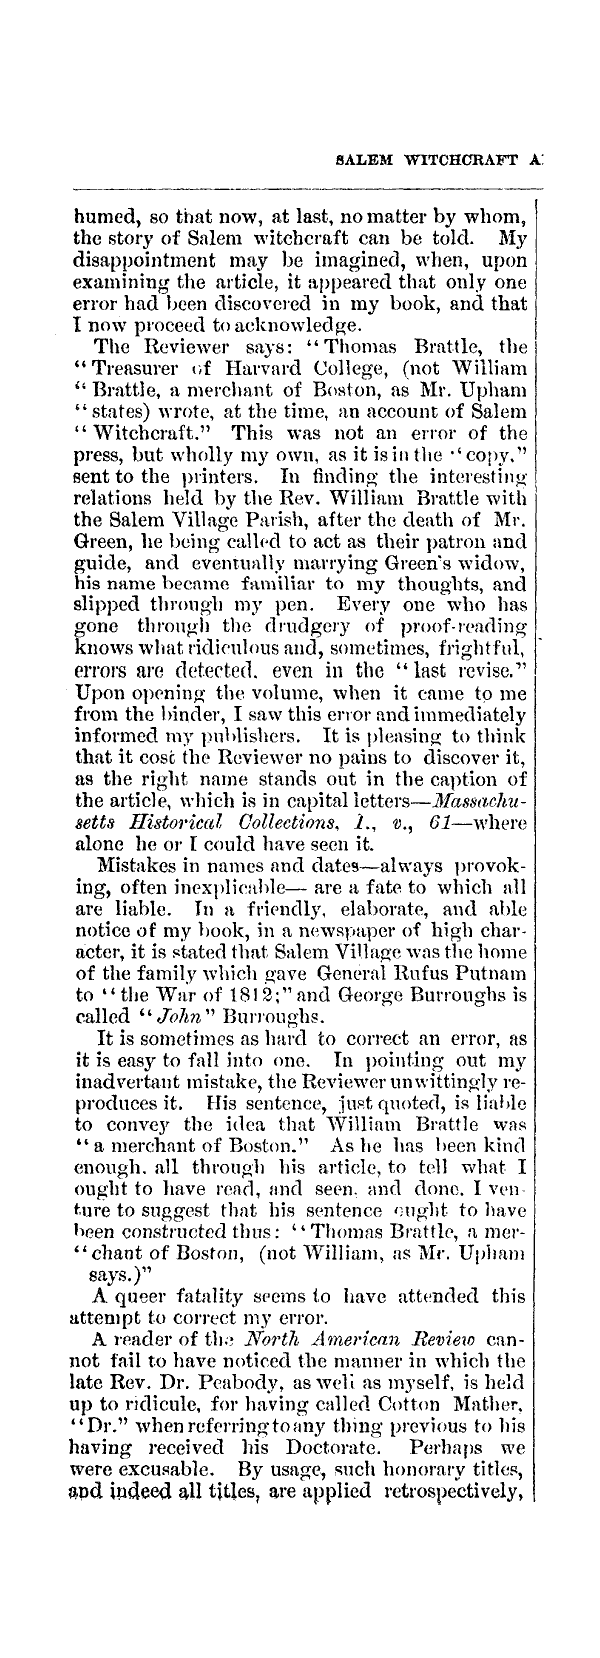 SALEM WITCHCRAFT A
humed, so that now, at last, no matter by whom,
the story of Salem witchcraft can be told. My
disappointment may be imagined, when, upon
examining the article, it appeared that only one
error had been discovered in my book, and that
I now proceed to acknowledge.
The Reviewer says: "Thomas Brattle, the
"Treasurer of Harvard College, (not William
"Brattle, a merchant of Boston, as Mr. Upham
"states) wrote, at the time, an account of Salem
"Witchcraft." This was not an error of the
press, but wholly my own, as it is in the "copy,"
sent to the printers. In finding the interesting
relations held by the Rev. William Brattle with
the Salem Village Parish, after the death of Mr.
Green, he being called to act as their patron and
guide, and eventually marrying Green's widow,
his name became familiar to my thoughts, and
slipped through my pen. Every one who has
gone through the drudgery of proof-reading
knows what ridiculous and, sometimes, frightful,
errors are detected, even in the "last revise."
Upon opening the volume, when it came to me
from the binder, I saw this error and immediately
informed my publishers. It is pleasing to think
that it cost the Reviewer no pains to discover it,
as the right name stands out in the caption of
the article, which is in capital letters—Massachu-
setts Historical Collections, I., v., 61—where
alone he or I could have seen it.
Mistakes in names and dates—always provok-
ing, often inexplicable— are a fate to which all
are liable. In a friendly, elaborate, and able
notice of my book, in a newspaper of high char-
acter, it is stated that Salem Village was the home
of the family which gave General Rufus Putnam
to "the War of 1812;" and George Burroughs is
called "John" Burroughs.
It is sometimes as hard to correct an error, as
it is easy to fall into one. In pointing out my
inadvertant mistake, the Reviewer unwittingly re-
produces it. His sentence, just quoted, is liable
to convey the idea that William Brattle was
"a merchant of Boston." As he has been kind
enough, all through his article, to tell what I
ought to have read, and seen, and done, I ven-
ture to suggest that his sentence ought to have
been constructed thus: "Thomas Brattle, a mer-
"chant of Boston, (not William, as Mr. Upham
says.)"
A queer fatality seems to have attended this
attempt to correct my error.
A reader of the North American Review can-
not fail to have noticed the manner in which the
late Rev. Dr. Peabody, as well as myself, is held
up to ridicule, for having called Cotton Mather,
"Dr." when referring to any thing previous to his
having received his Doctorate. Perhaps we
were excusable. By usage, such honorary titles,
and indeed all titles, are applied retrospectively,